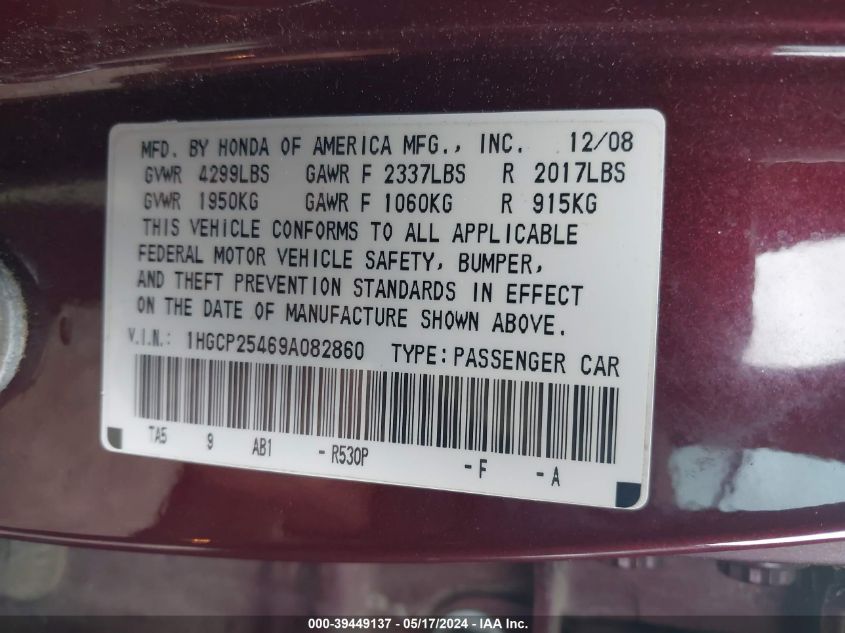 MFD. BY HONDA OF AMERICA MFG., INC. 12/08
GVWR 4299LBS GAWR F 2337LBS R 2017LBS
GVWR 1950KG GAWR F 1060KG R 915KG
THIS VEHICLE CONFORMS TO ALL APPLICABLE
FEDERAL MOTOR VEHICLE SAFETY, BUMPER,
AND THEFT PREVENTION STANDARDS IN EFFECT
ON THE DATE OF MANUFACTURE SHOWN ABOVE.
V.I.N.: 1HGCP25469A082860 TYPE: PASSENGER CAR
TA5 9 AB1 - R530P - F - A
000-39449137 - 05/17/2024 - IAA Inc.